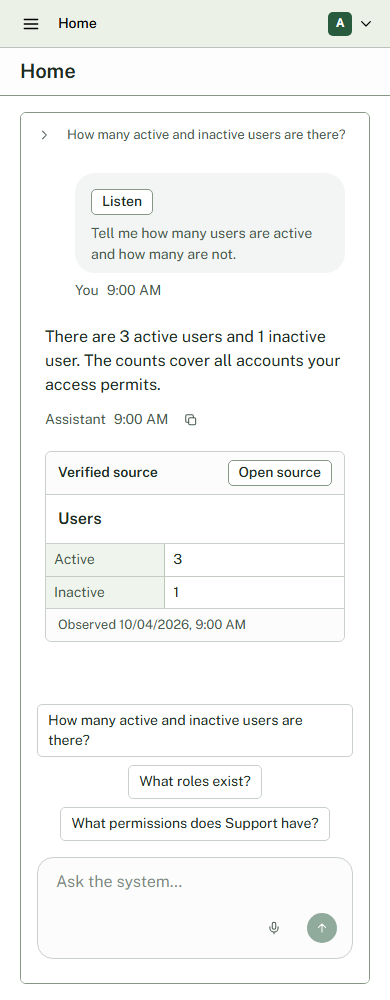 Home
A
Home
How many active and inactive users are there?
Listen
Tell me how many users are active
and how many are not.
You 9:00 AM
There are 3 active users and 1 inactive
user. The counts cover all accounts your
access permits.
Assistant 9:00 AM
Verified source
Open source
Users
Active 3
Inactive 1
Observed 10/04/2026, 9:00 AM
How many active and inactive users are
there?
What roles exist?
What permissions does Support have?
Ask the system...